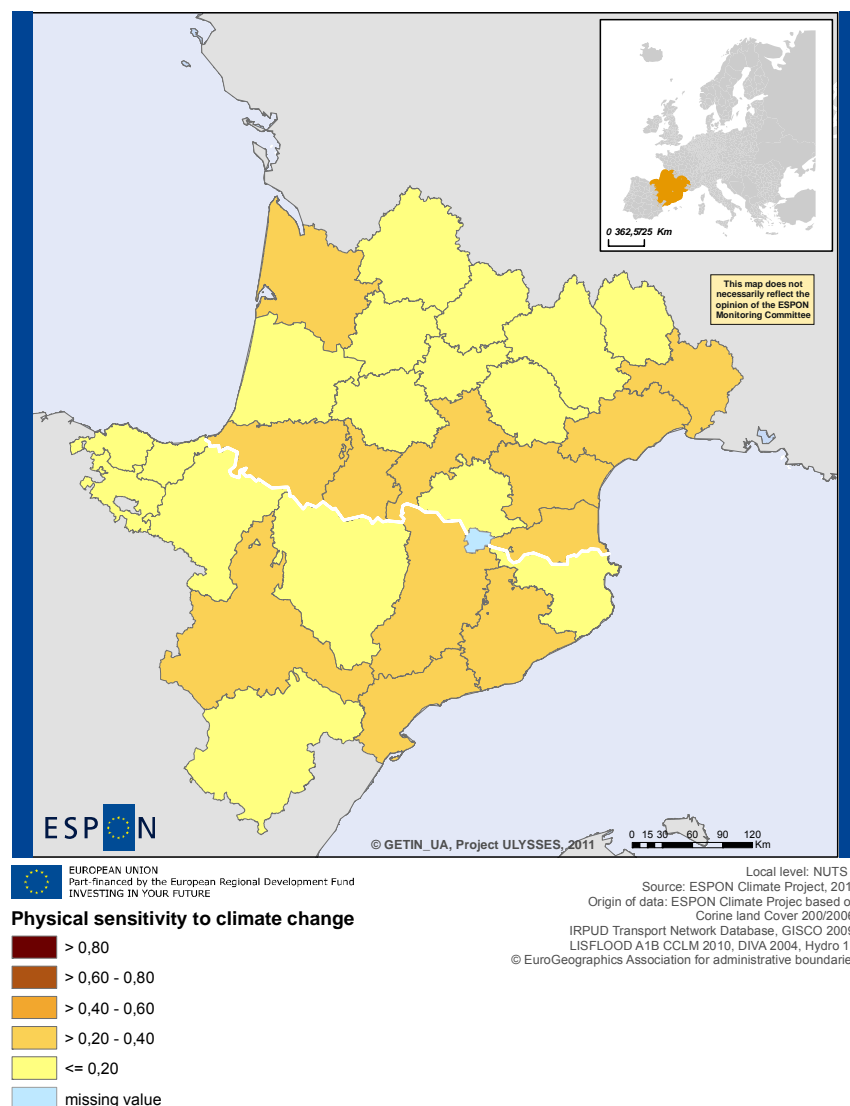 0 362,5725 Km
This map does not
necessarily reflect the
opinion of the ESPON
Monitoring Committee
ESPON
© GETIN_UA, Project ULYSSES, 2011
0 15 30 60 90 120
Km
EUROPEAN UNION
Part-financed by the European Regional Development Fund
INVESTING IN YOUR FUTURE
Local level: NUTS
Source: ESPON Climate Project, 201
Origin of data: ESPON Climate Projec based o
Corine land Cover 200/2006
IRPUD Transport Network Database, GISCO 2009
LISFLOOD A1B CCLM 2010, DIVA 2004, Hydro 1
© EuroGeographics Association for administrative boundarie
Physical sensitivity to climate change
> 0,80
> 0,60 - 0,80
> 0,40 - 0,60
> 0,20 - 0,40
<= 0,20
missing value